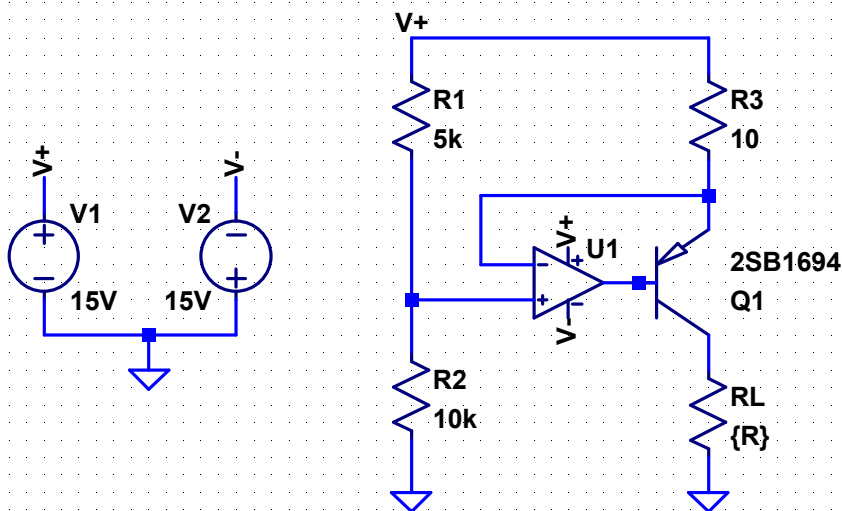 V+
R1
5k
R3
10
V+
V-
V1
V2
15V
15V
V+
U1
V-
2SB1694
Q1
R2
10k
RL
{R}